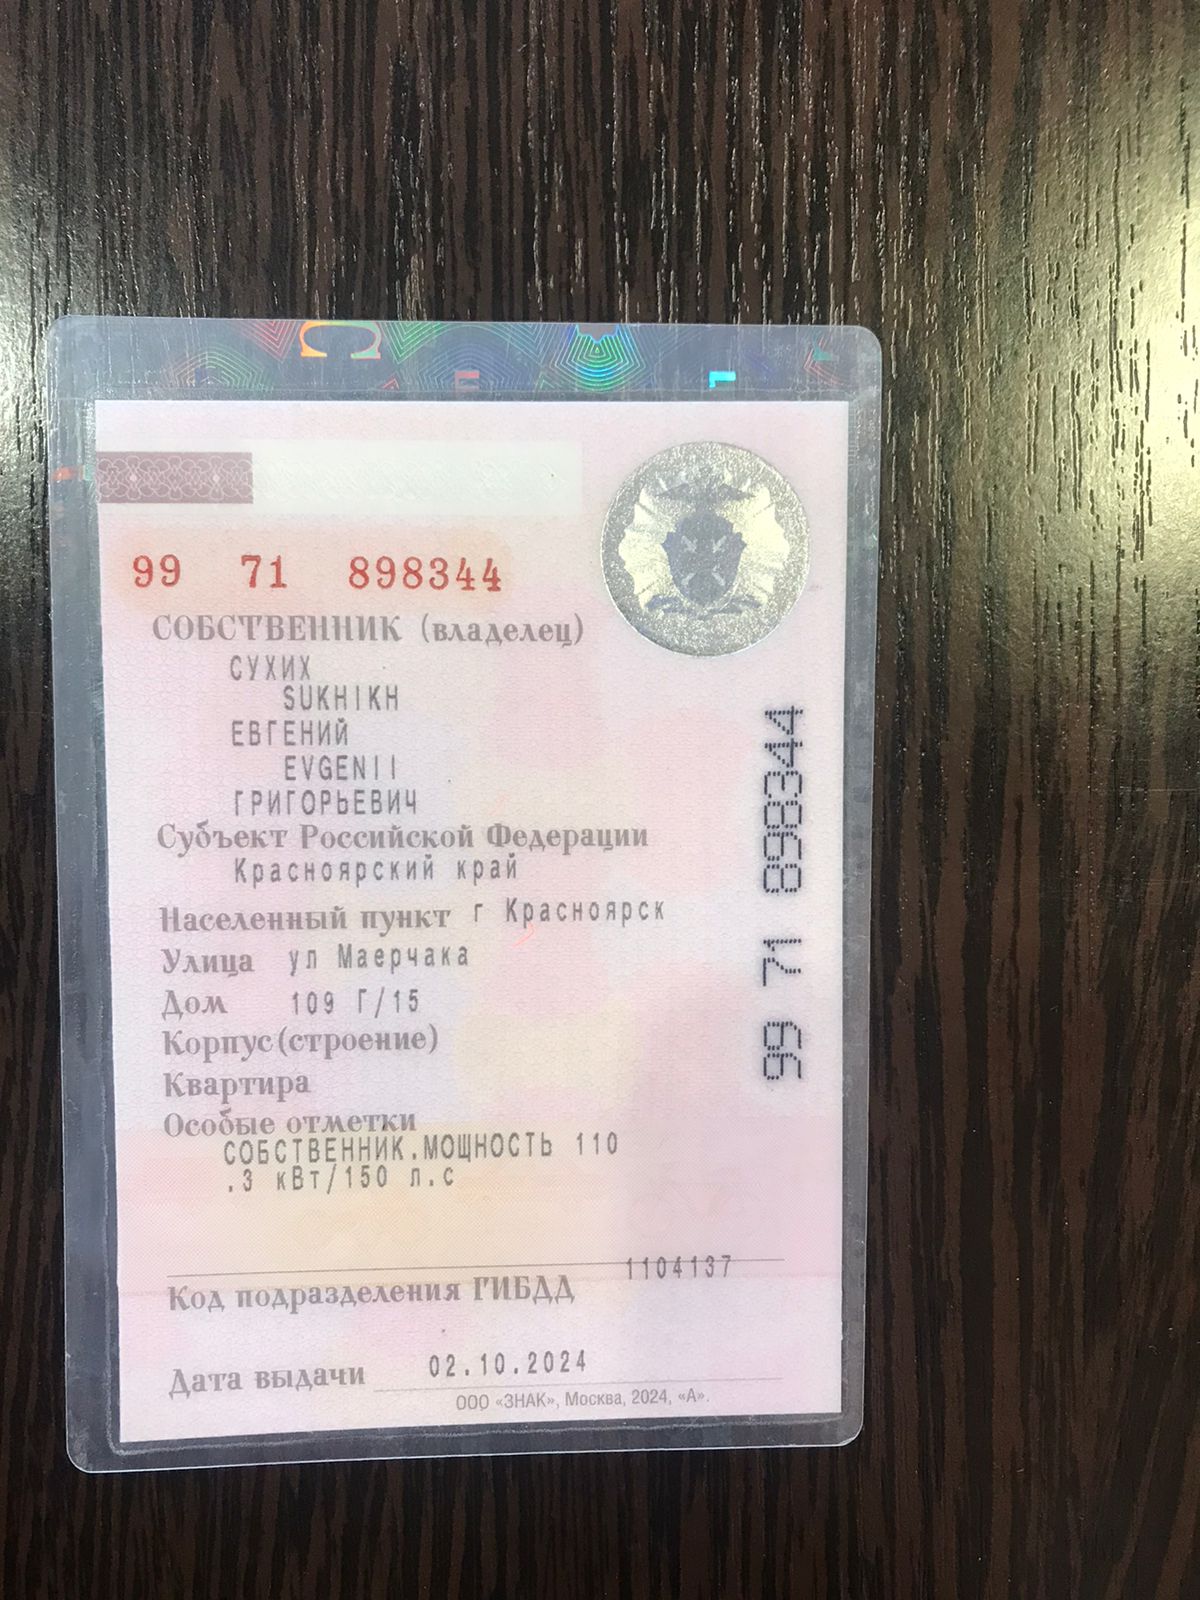 99 71 898344
СОБСТВЕННИК (владелец)
СУХИХ
SUKHIKH
ЕВГЕНИЙ
EVGENII
ГРИГОРЬЕВИЧ
Субъект Российской Федерации
Красноярский край
Населенный пункт г Красноярск
Улица ул Маерчака
Дом 109 Г/15
Корпус(строение)
Квартира
Особые отметки
СОБСТВЕННИК.МОЩНОСТЬ 110
.3 кВт/150 л.с
1104137
Код подразделения ГИБДД
Дата выдачи 02.10.2024
ООО «ЗНАК», Москва, 2024, «А».
99 71 898344